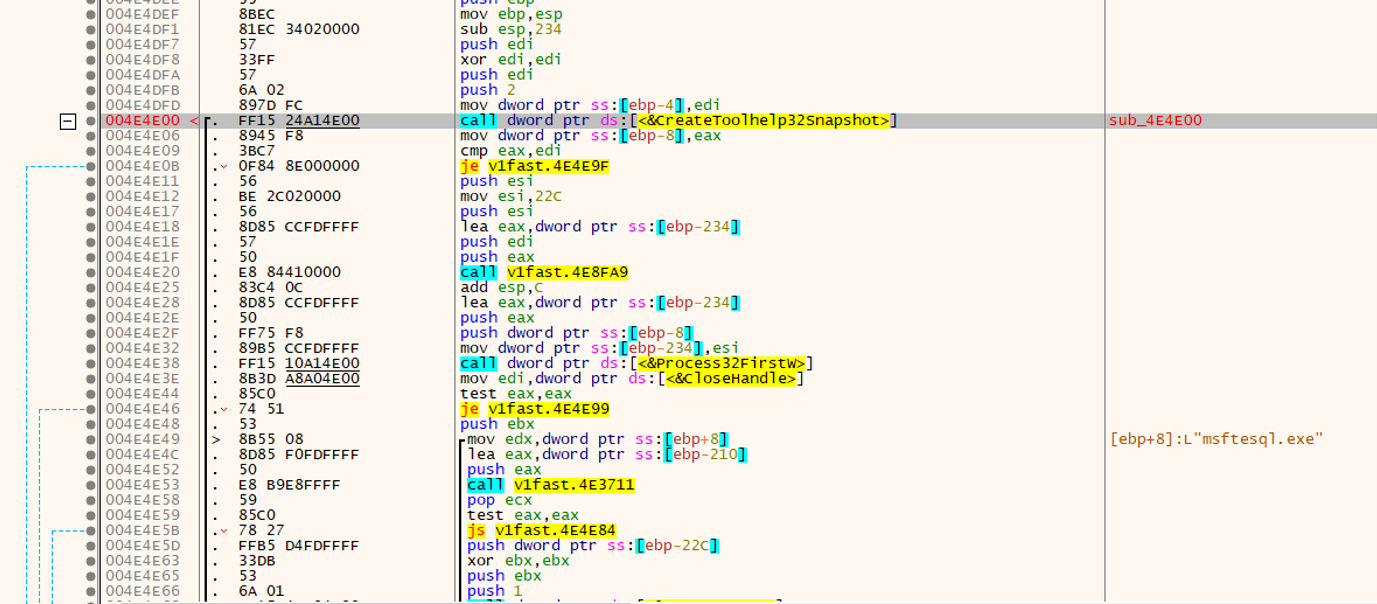 004E4DEF 8BEC mov ebp,esp
004E4DF1 81EC 34020000 sub esp,234
004E4DF7 57 push edi
004E4DF8 33FF xor edi,edi
004E4DFA 57 push edi
004E4DFB 6A 02 push 2
004E4DFD 897D FC mov dword ptr ss:[ebp-4],edi
004E4E00 < . FF15 24A14E00 call dword ptr ds:[<&CreateToolhelp32Snapshot>] sub_4E4E00
004E4E06 . 8945 F8 mov dword ptr ss:[ebp-8],eax
004E4E09 . 3BC7 cmp eax,edi
004E4E0B . 0F84 8E000000 je v1fast.4E4E9F
004E4E11 . 56 push esi
004E4E12 . BE 2C020000 mov esi,22C
004E4E17 . 56 push esi
004E4E18 . 8D85 CCFDFFFF lea eax,dword ptr ss:[ebp-234]
004E4E1E . 57 push edi
004E4E1F . 50 push eax
004E4E20 . E8 84410000 call v1fast.4E8FA9
004E4E25 . 83C4 0C add esp,C
004E4E28 . 8D85 CCFDFFFF lea eax,dword ptr ss:[ebp-234]
004E4E2E . 50 push eax
004E4E2F . FF75 F8 push dword ptr ss:[ebp-8]
004E4E32 . 89B5 CCFDFFFF mov dword ptr ss:[ebp-234],esi
004E4E38 . FF15 10A14E00 call dword ptr ds:[<&Process32FirstW>]
004E4E3E . 8B3D A8A04E00 mov edi,dword ptr ds:[<&CloseHandle>]
004E4E44 . 85C0 test eax,eax
004E4E46 . 74 51 je v1fast.4E4E99
004E4E48 . 53 push ebx
004E4E49 > 8B55 08 mov edx,dword ptr ss:[ebp+8] [ebp+8]:L"msftesql.exe"
004E4E4C . 8D85 F0FDFFFF lea eax,dword ptr ss:[ebp-210]
004E4E52 . 50 push eax
004E4E53 . E8 B9E8FFFF call v1fast.4E3711
004E4E58 . 59 pop ecx
004E4E59 . 85C0 test eax,eax
004E4E5B . 78 27 js v1fast.4E4E84
004E4E5D . FFB5 D4FDFFFF push dword ptr ss:[ebp-22C]
004E4E63 . 33DB xor ebx,ebx
004E4E65 . 53 push ebx
004E4E66 . 6A 01 push 1